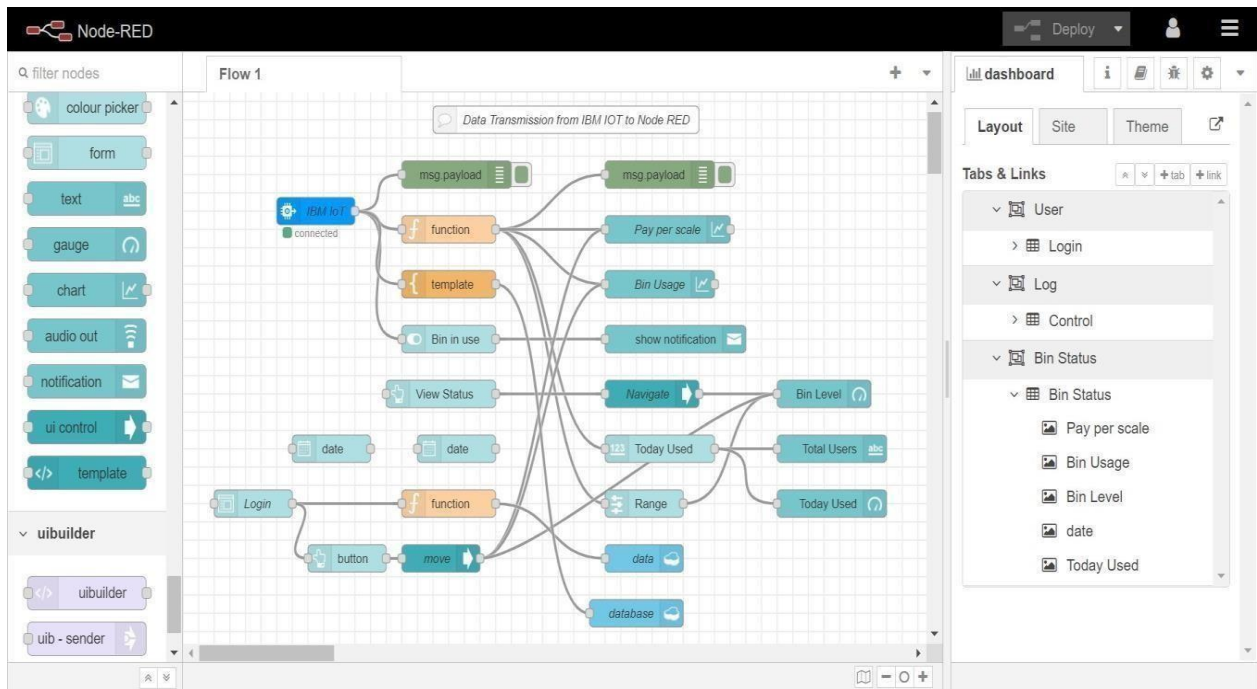 Node-RED
Deploy
filter nodes
colour picker
form
text
abc
gauge
chart
audio out
notification
ui control
template
uibuilder
uibuilder
uib - sender
Flow 1
Data Transmission from IBM IOT to Node RED
msg.payload
msg.payload
IBM IoT
connected
function
Pay per scale
template
Bin Usage
Bin in use
show notification
View Status
Navigate
Bin Level
date
date
123 Today Used
Total Users abc
Login
function
Range
Today Used
button
move
data
database
dashboard
i
Layout
Site
Theme
Tabs & Links
+ tab
+ link
User
Login
Log
Control
Bin Status
Bin Status
Pay per scale
Bin Usage
Bin Level
date
Today Used